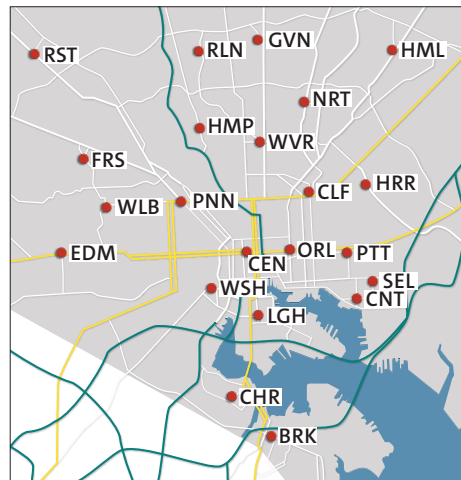 GVN
RST
RLN
HML
NRT
HMP
WVR
FRS
CLF
HRR
WLB
PNN
EDM
CEN
ORL
PTT
WSH
SEL
CNT
LGH
CHR
BRK